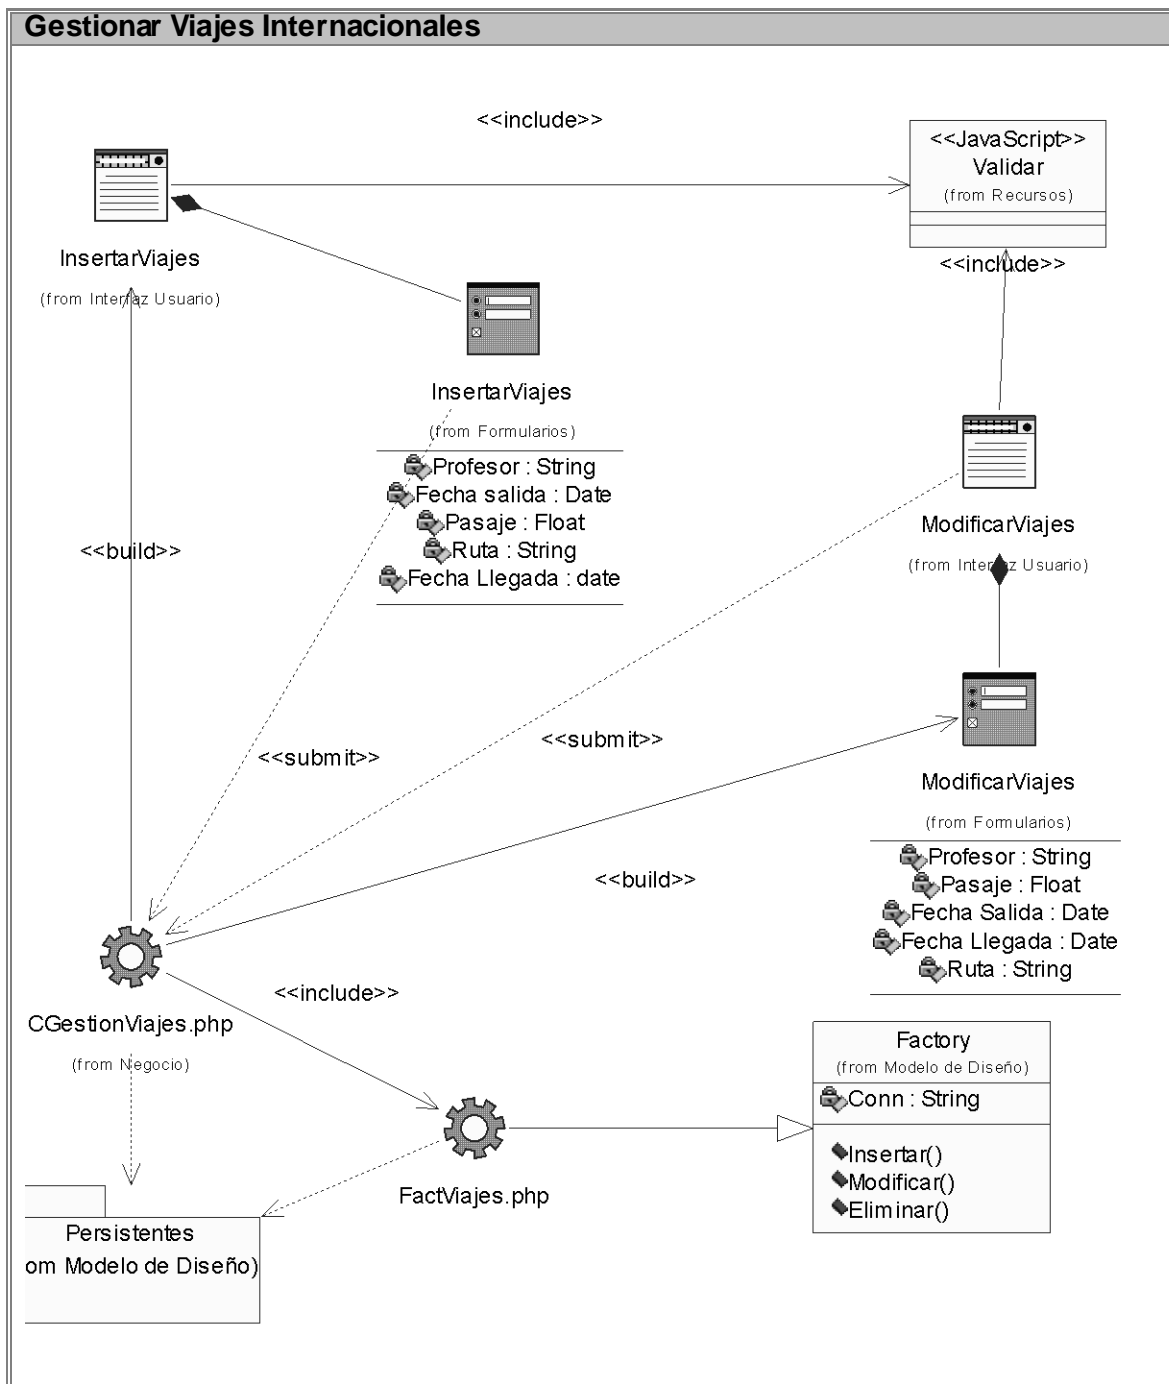 Gestionar Viajes Internacionales
<<include>>
<<JavaScript>>
Validar
(from Recursos)
InsertarViajes
(from Interfaz Usuario)
<<include>>
InsertarViajes
(from Formularios)
Profesor : String
Fecha salida : Date
Pasaje : Float
Ruta : String
Fecha Llegada : date
ModificarViajes
(from Interfaz Usuario)
<<build>>
<<submit>>
<<submit>>
ModificarViajes
(from Formularios)
Profesor : String
Pasaje : Float
Fecha Salida : Date
Fecha Llegada : Date
Ruta : String
<<build>>
<<include>>
CGestionViajes.php
(from Negocio)
Factory
(from Modelo de Diseño)
Conn : String
Insertar()
Modificar()
Eliminar()
FactViajes.php
Persistentes
om Modelo de Diseño)